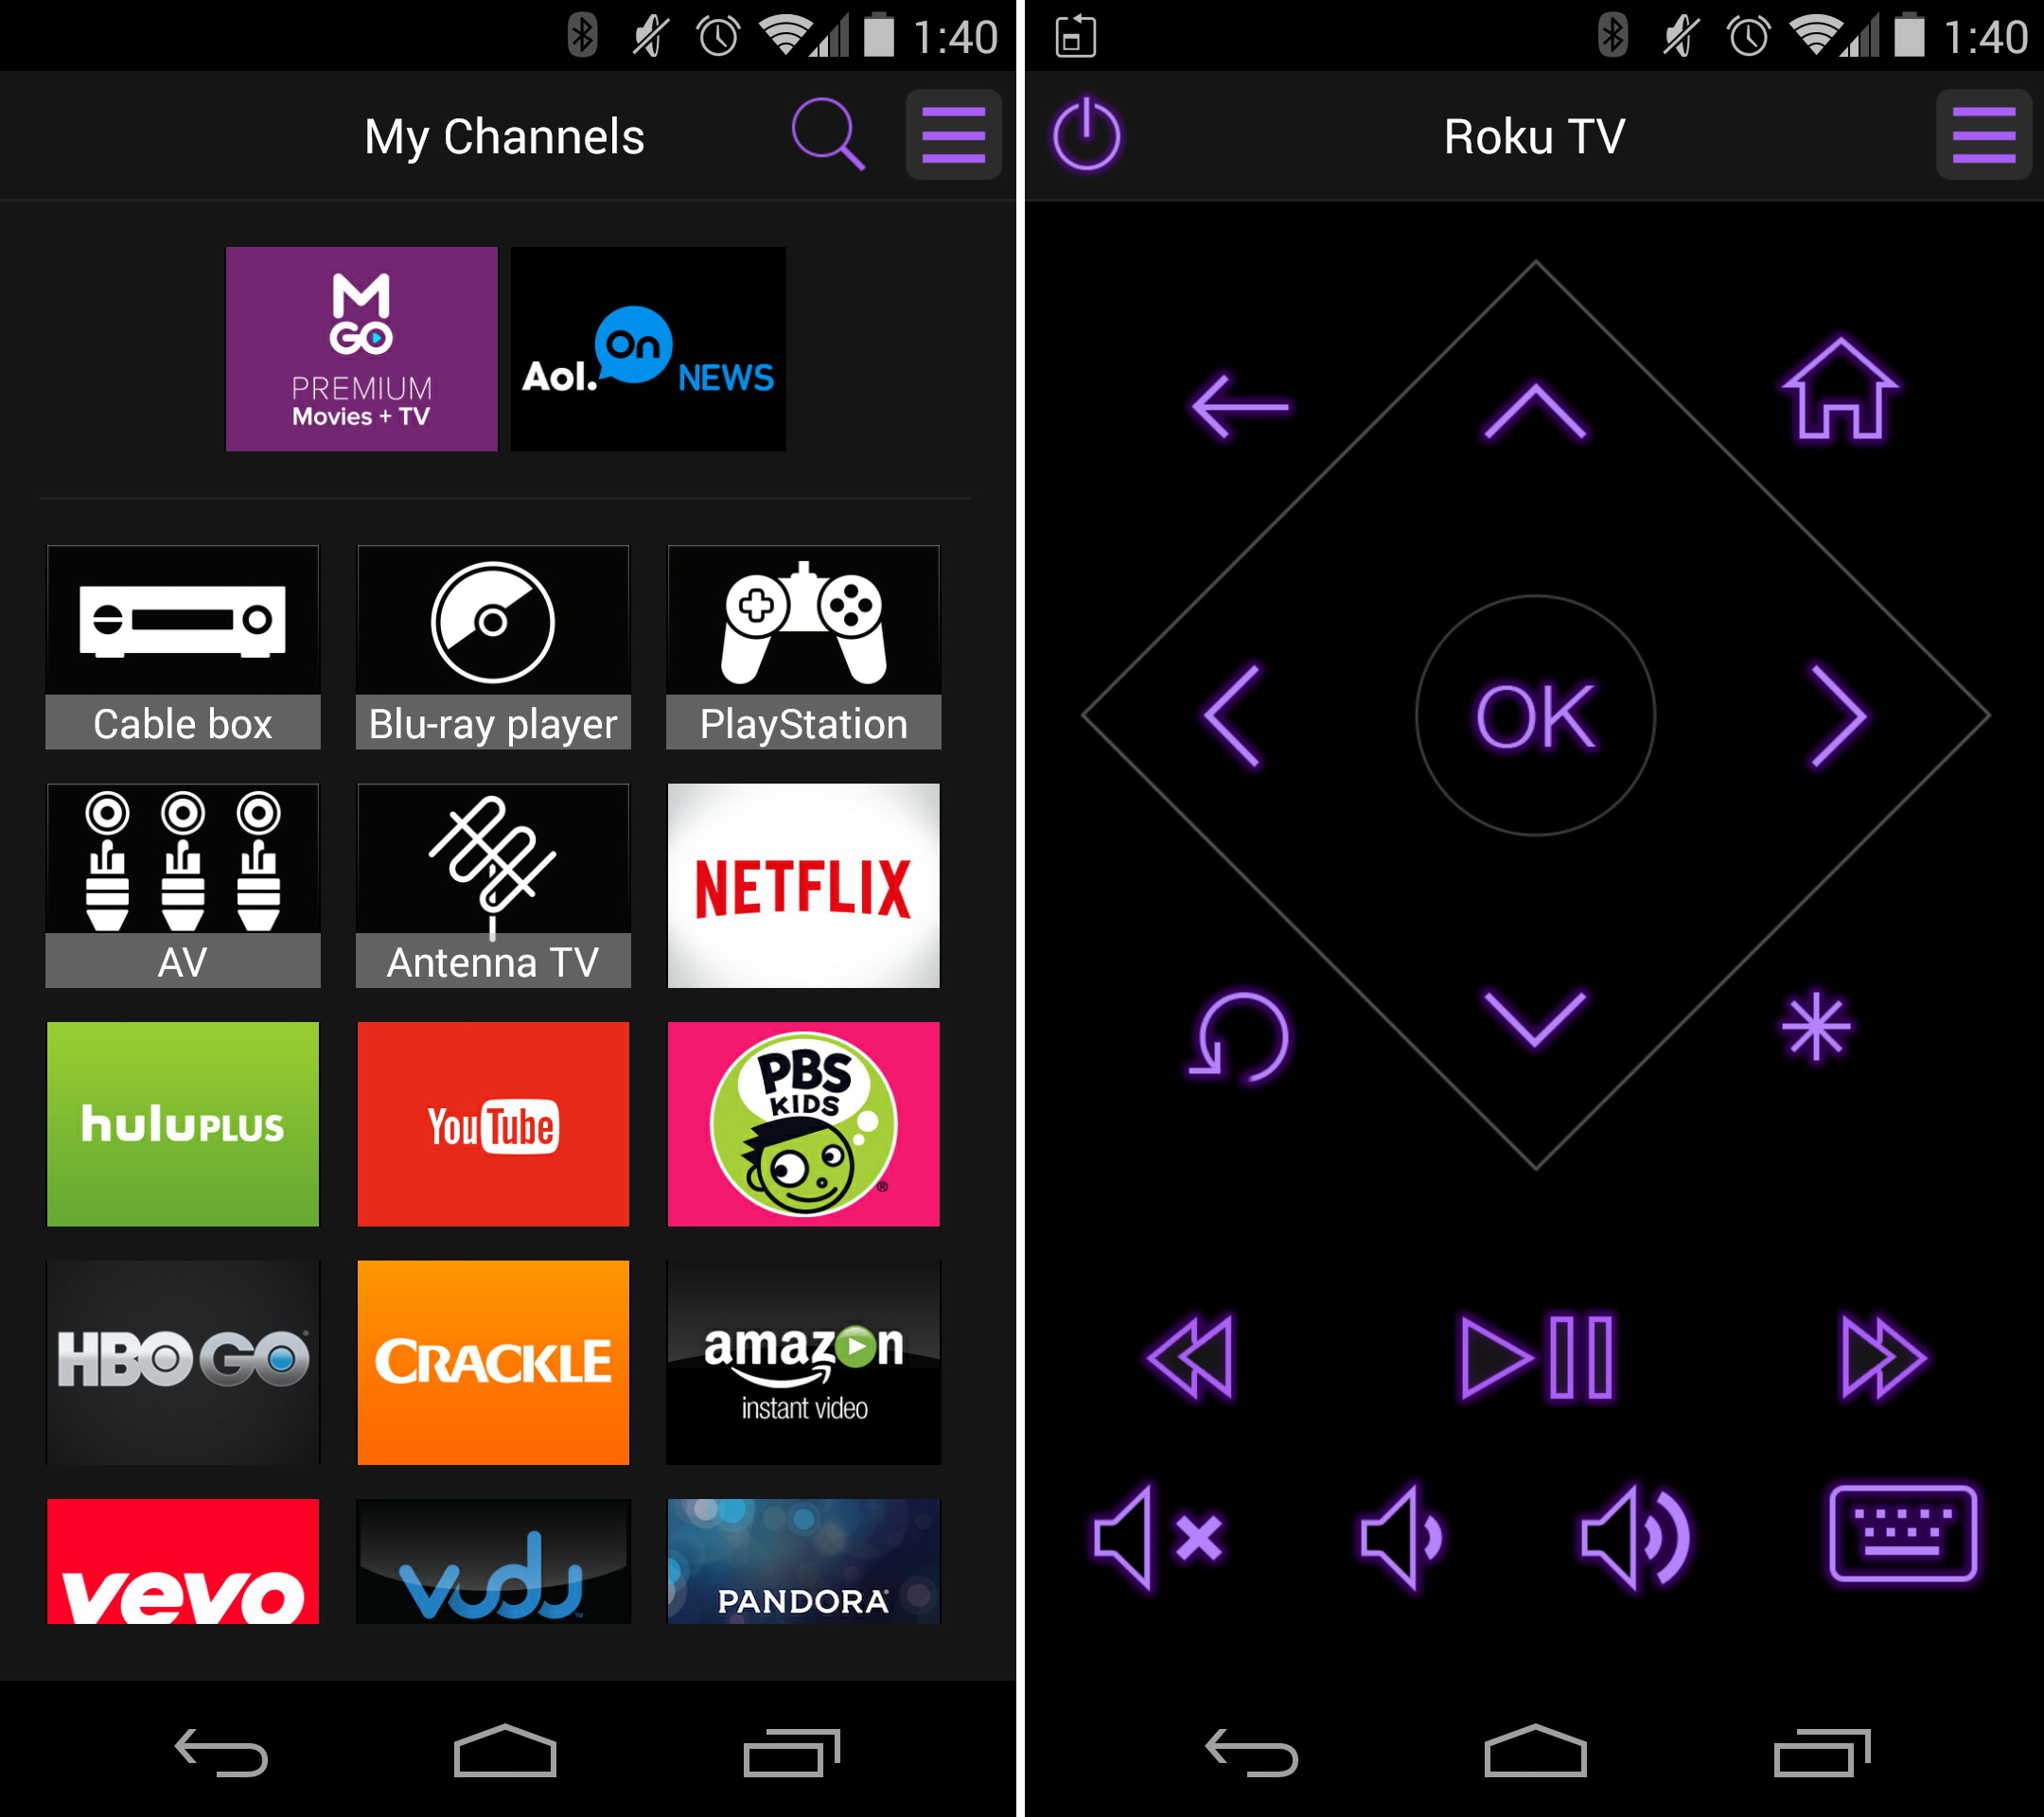 1:40
My Channels
M
GO
PREMIUM
Movies + TV
Aol. On NEWS
Cable box
Blu-ray player
PlayStation
AV
Antenna TV
NETFLIX
huluPLUS
YouTube
PBS
KIDS
®
HBO GO
CRACKLE
amazon
instant video
vevo
vudu™
PANDORA
1:40
Roku TV
OK